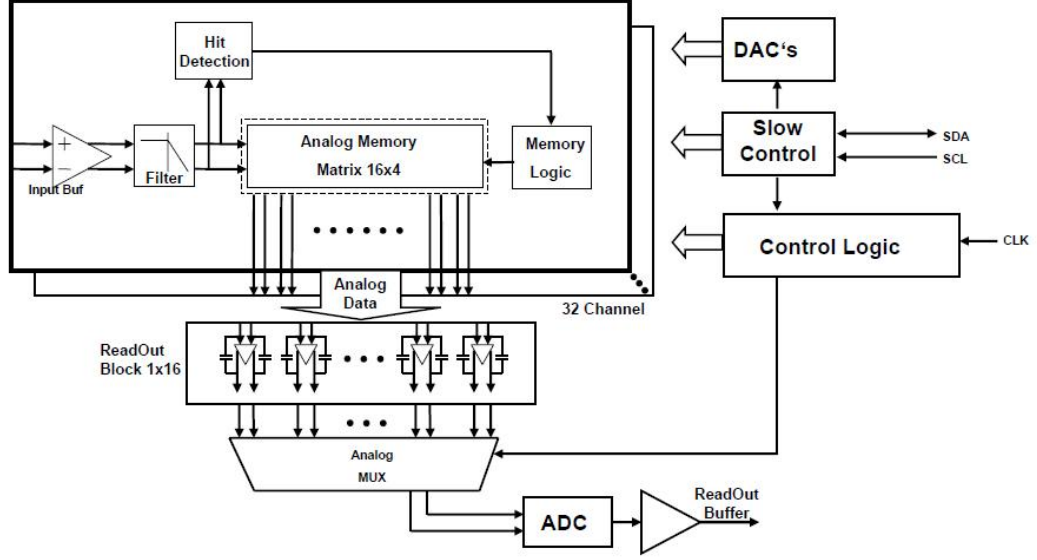 Hit
Detection
DAC‘s
+
−
Input Buf
Filter
Analog Memory
Matrix 16x4
Memory
Logic
Slow
Control
SDA
SCL
Control Logic
CLK
Analog
Data
32 Channel
ReadOut
Block 1x16
Analog
MUX
ADC
ReadOut
Buffer